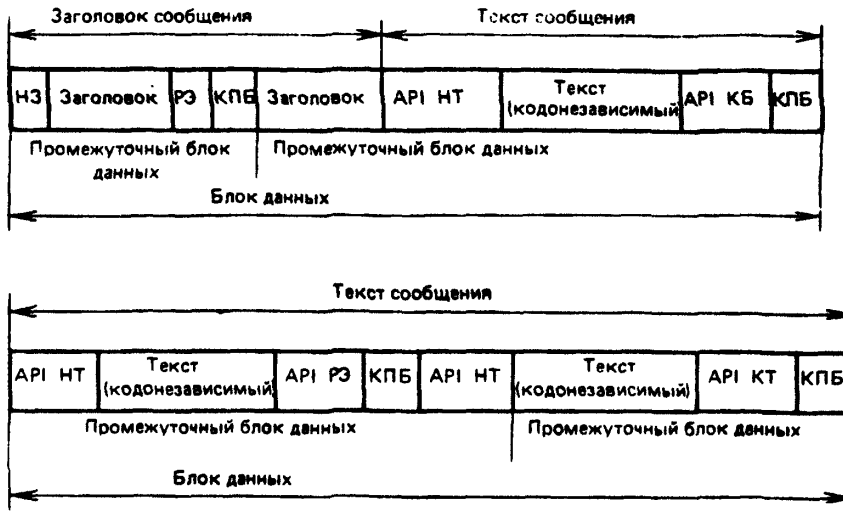 Заголовок сообщения Текст сообщения
НЗ Заголовок РЭ КПБ Заголовок АР1 НТ Текст (кодонезависимый) АР1 КБ КПБ
Промежуточный блок данных Промежуточный блок данных
Блок данных
Текст сообщения
АР1 НТ Текст (кодонезависимый) АР1 РЭ КПБ АР1 НТ Текст (кодонезависимый) АР1 КТ КПБ
Промежуточный блок данных Промежуточный блок данных
Блок данных